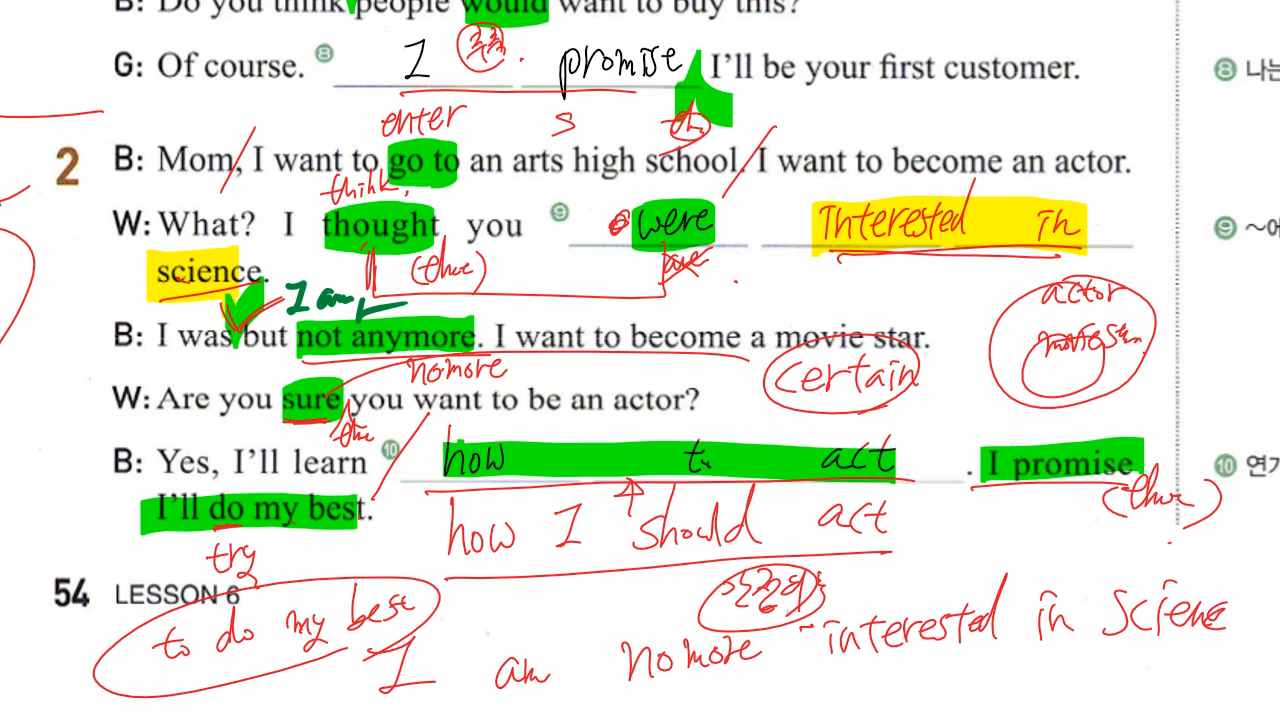 B: Do you think people would want to buy this?
G: Of course. ⑧ I promise I'll be your first customer.
⑧ 나는
enter s
2 B: Mom, I want to go to an arts high school. I want to become an actor.
think.
W: What? I thought you ⑨ were interested in
⑨ ~에
science.
(that) are
I am
actor
B: I was but not anymore. I want to become a movie star.
nomore
certain
W: Are you sure you want to be an actor?
B: Yes, I'll learn ⑩ how to act . I promise
⑩ 연기
(that)
I'll do my best.
how I should act
try
54 LESSON 6
to do my best
I am nomore interested in science